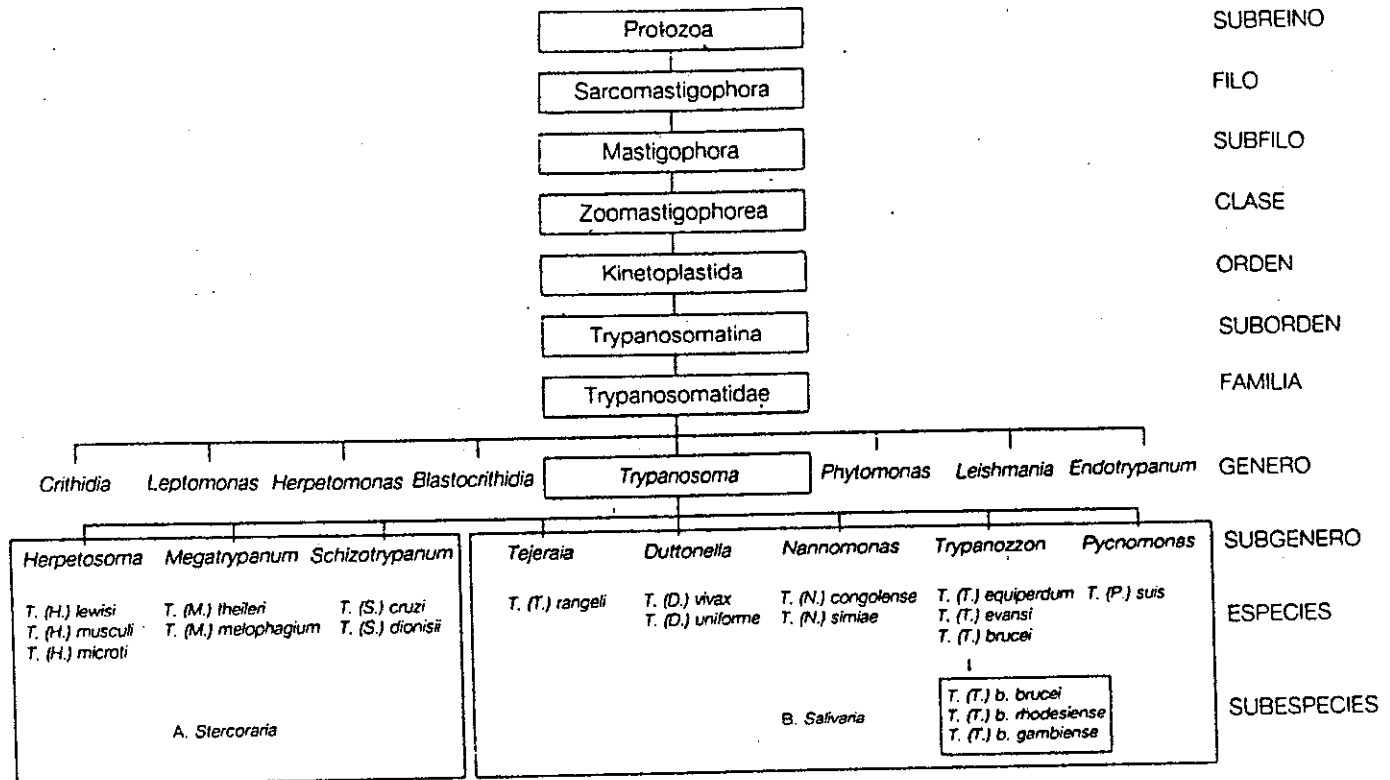 Protozoa SUBREINO
Sarcomastigophora FILO
Mastigophora SUBFILO
Zoomastigophorea CLASE
Kinetoplastida ORDEN
Trypanosomatina SUBORDEN
Trypanosomatidae FAMILIA
Crithidia Leptomonas Herpetomonas Blastocrithidia Trypanosoma Phytomonas Leishmania Endotrypanum GENERO
Herpetosoma Megatrypanum Schizotrypanum Tejeraia Duttonella Nannomonas Trypanozzon Pycnomonas SUBGENERO
T. (H.) lewisi T. (M.) theileri T. (S.) cruzi T. (T.) rangeli T. (D.) vivax T. (N.) congolense T. (T.) equiperdum T. (P.) suis ESPECIES
T. (H.) musculi T. (M.) melophagium T. (S.) dionisii T. (D.) uniforme T. (N.) simiae T. (T.) evansi
T. (H.) microti T. (T.) brucei
T. (T.) b. brucei SUBESPECIES
T. (T.) b. rhodesiense
T. (T.) b. gambiense
A. Stercoraria B. Salivaria